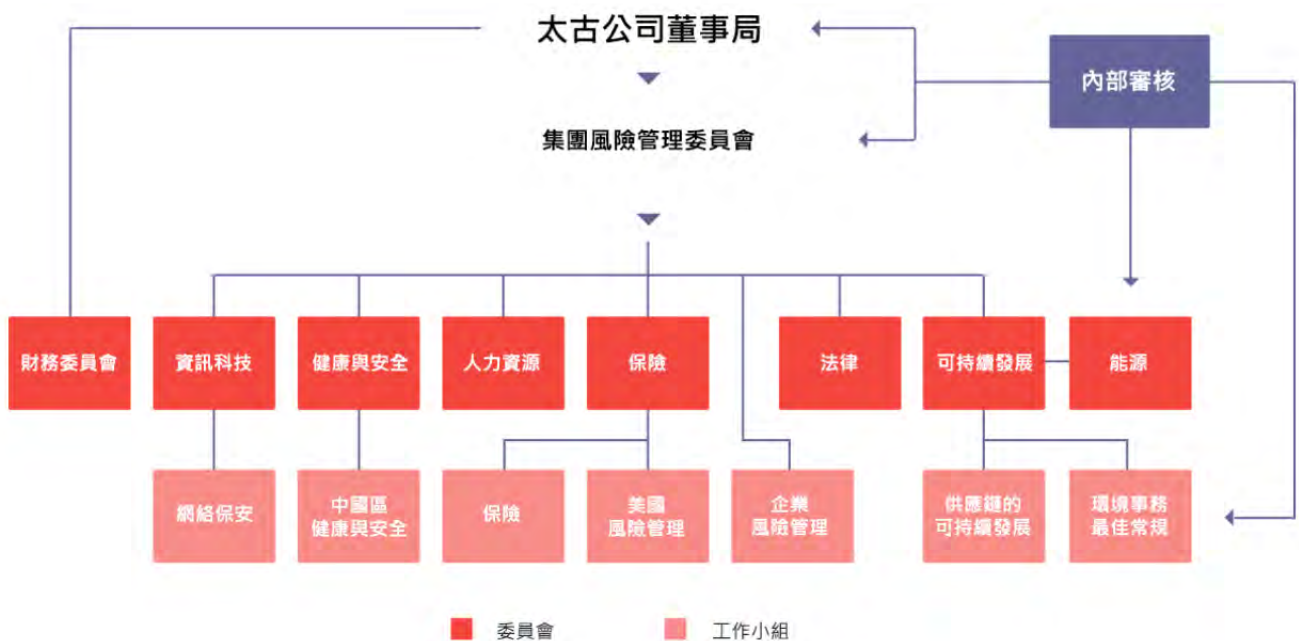 太古公司董事局
內部審核
集團風險管理委員會
財務委員會
資訊科技
健康與安全
人力資源
保險
法律
可持續發展
能源
網絡保安
中國區
健康與安全
保險
美國
風險管理
企業
風險管理
供應鏈的
可持續發展
環境事務
最佳常規
委員會
工作小組